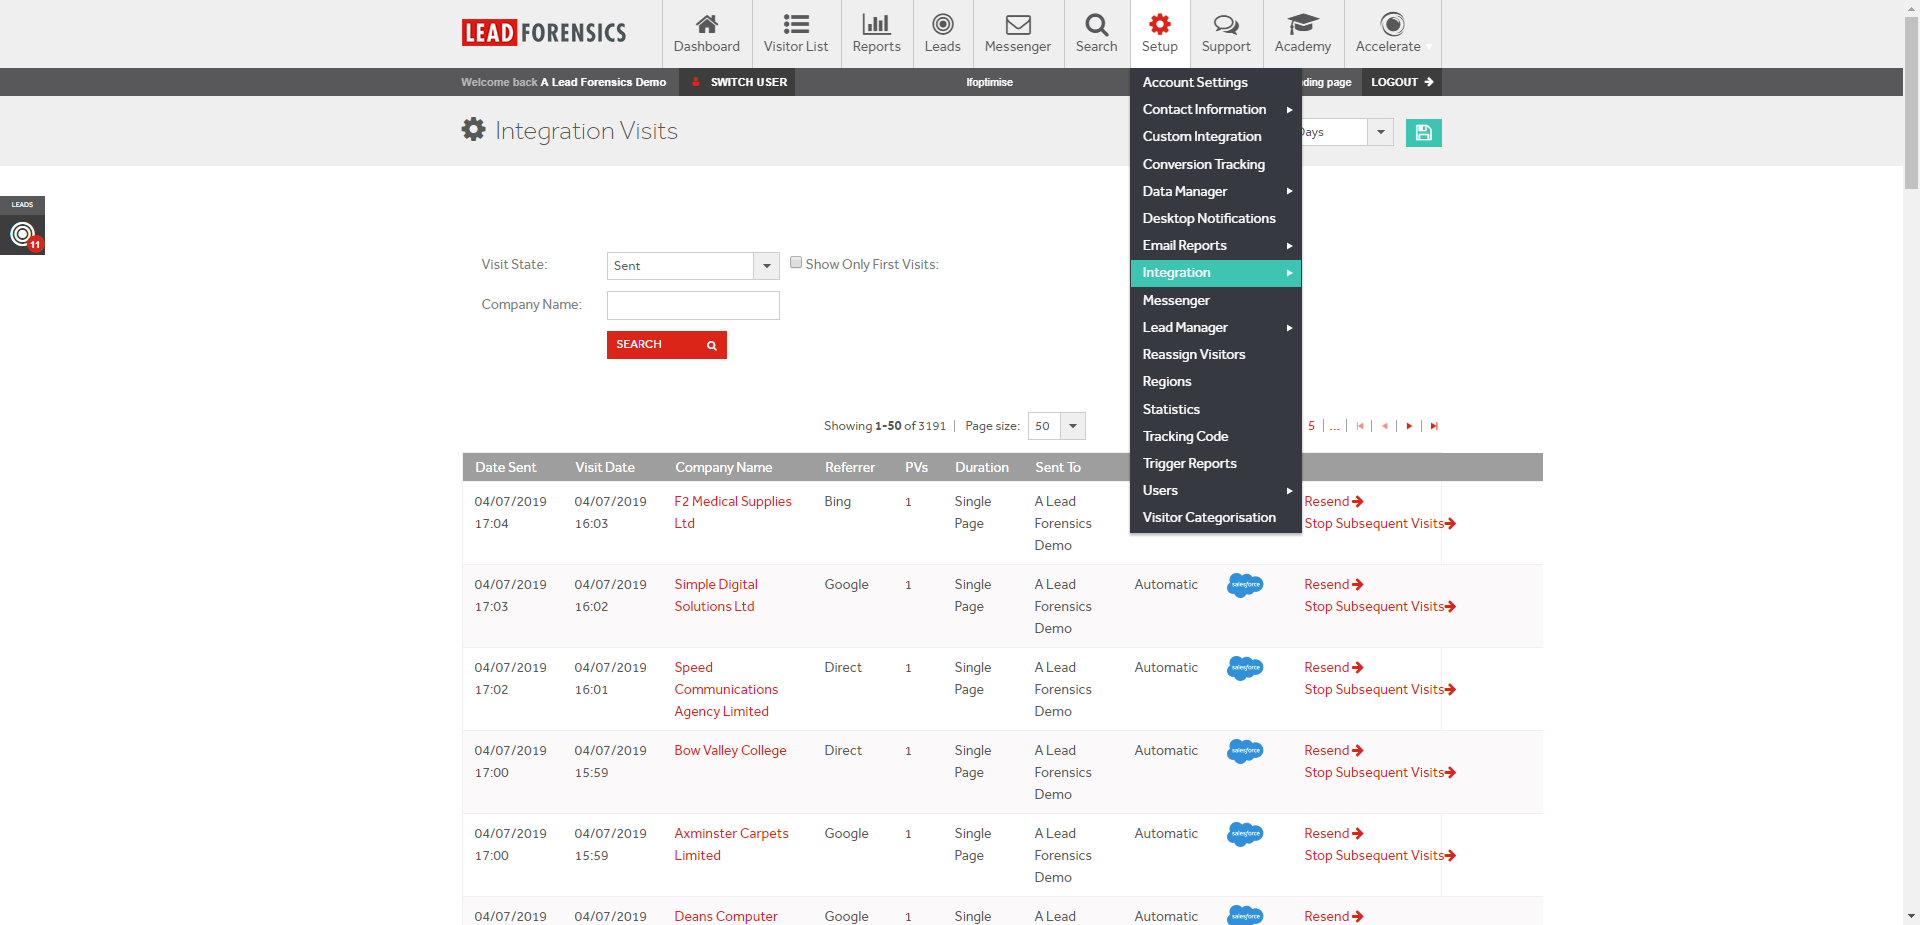 LEAD FORENSICS
Dashboard
Visitor List
Reports
Leads
Messenger
Search
Setup
Support
Academy
Accelerate
Welcome back A Lead Forensics Demo
SWITCH USER
lfoptimise
ding page
LOGOUT
Integration Visits
Days
Account Settings
Contact Information
Custom Integration
Conversion Tracking
Data Manager
Desktop Notifications
Email Reports
Integration
Messenger
Lead Manager
Reassign Visitors
Regions
Statistics
Tracking Code
Trigger Reports
Users
Visitor Categorisation
LEADS
11
Visit State:
Sent
Show Only First Visits:
Company Name:
SEARCH
Showing 1-50 of 3191 | Page size: 50
5 | ... | | | |
Date Sent Visit Date Company Name Referrer PVs Duration Sent To
04/07/2019 04/07/2019 F2 Medical Supplies Bing 1 Single A Lead Resend
17:04 16:03 Ltd Page Forensics Stop Subsequent Visits
Demo
04/07/2019 04/07/2019 Simple Digital Google 1 Single A Lead Automatic salesforce Resend
17:03 16:02 Solutions Ltd Page Forensics Stop Subsequent Visits
Demo
04/07/2019 04/07/2019 Speed Direct 1 Single A Lead Automatic salesforce Resend
17:02 16:01 Communications Page Forensics Stop Subsequent Visits
Agency Limited Demo
04/07/2019 04/07/2019 Bow Valley College Direct 1 Single A Lead Automatic salesforce Resend
17:00 15:59 Page Forensics Stop Subsequent Visits
Demo
04/07/2019 04/07/2019 Axminster Carpets Google 1 Single A Lead Automatic salesforce Resend
17:00 15:59 Limited Page Forensics Stop Subsequent Visits
Demo
04/07/2019 04/07/2019 Deans Computer Google 1 Single A Lead Automatic salesforce Resend